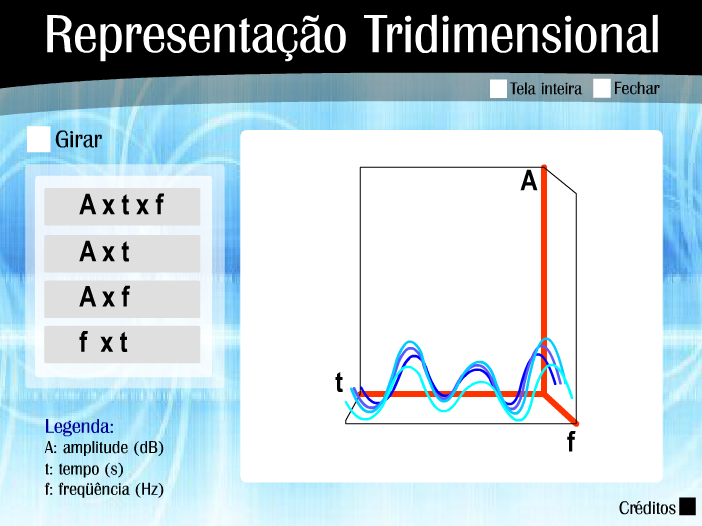 Representação Tridimensional
Tela inteira
Fechar
Girar
A x t x f
A x t
A x f
f x t
A
t
f
Legenda:
A: amplitude (dB)
t: tempo (s)
f: freqüência (Hz)
Créditos